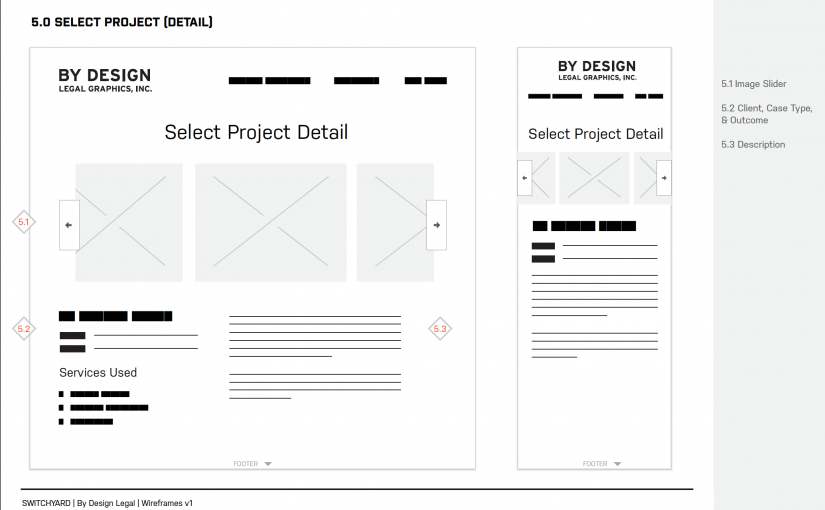 5.0 SELECT PROJECT (DETAIL)
BY DESIGN
LEGAL GRAPHICS, INC.
Select Project Detail
5.1
5.2
5.3
Services Used
FOOTER
BY DESIGN
LEGAL GRAPHICS, INC.
Select Project Detail
FOOTER
5.1 Image Slider
5.2 Client, Case Type,
& Outcome
5.3 Description
SWITCHYARD | By Design Legal | Wireframes v1